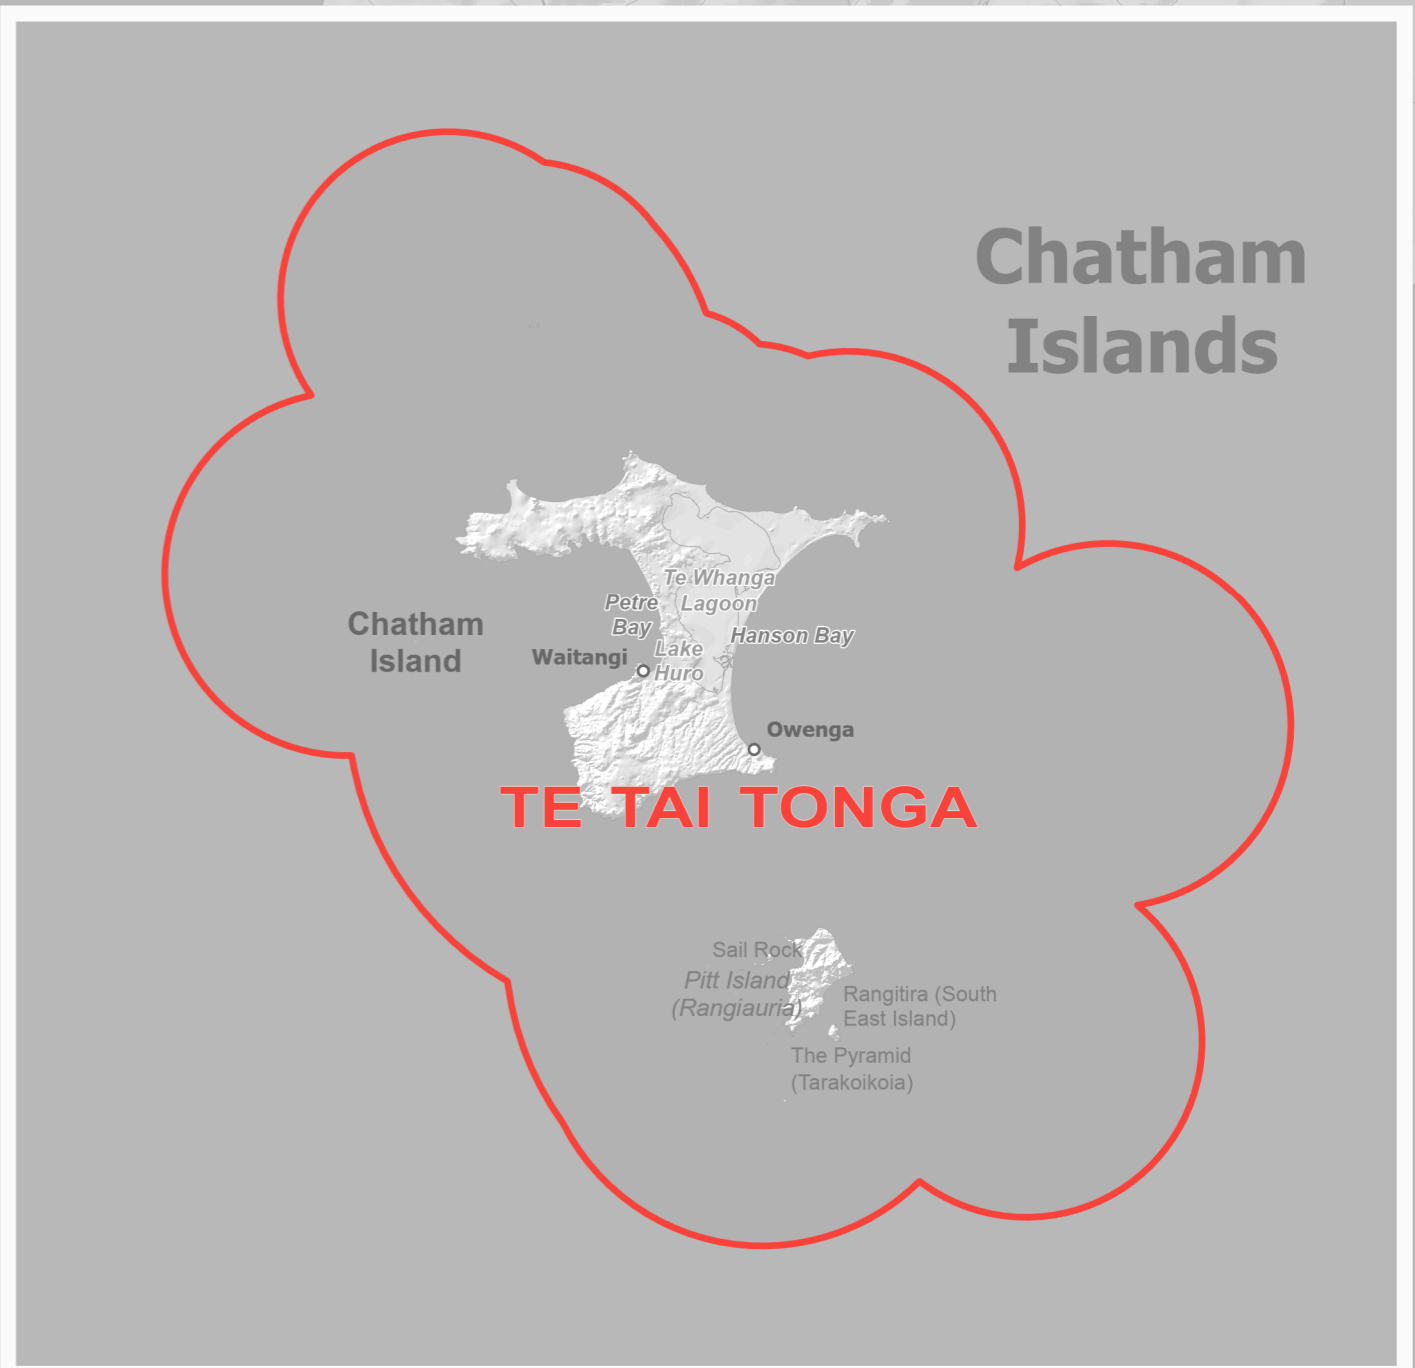 Chatham
Islands
Te Whanga
Lagoon
Petre
Bay
Chatham
Island
Hanson Bay
Lake
Huro
Waitangi
Owenga
TE TAI TONGA
Sail Rock
Pitt Island
(Rangiauria)
Rangitira (South
East Island)
The Pyramid
(Tarakoikoia)